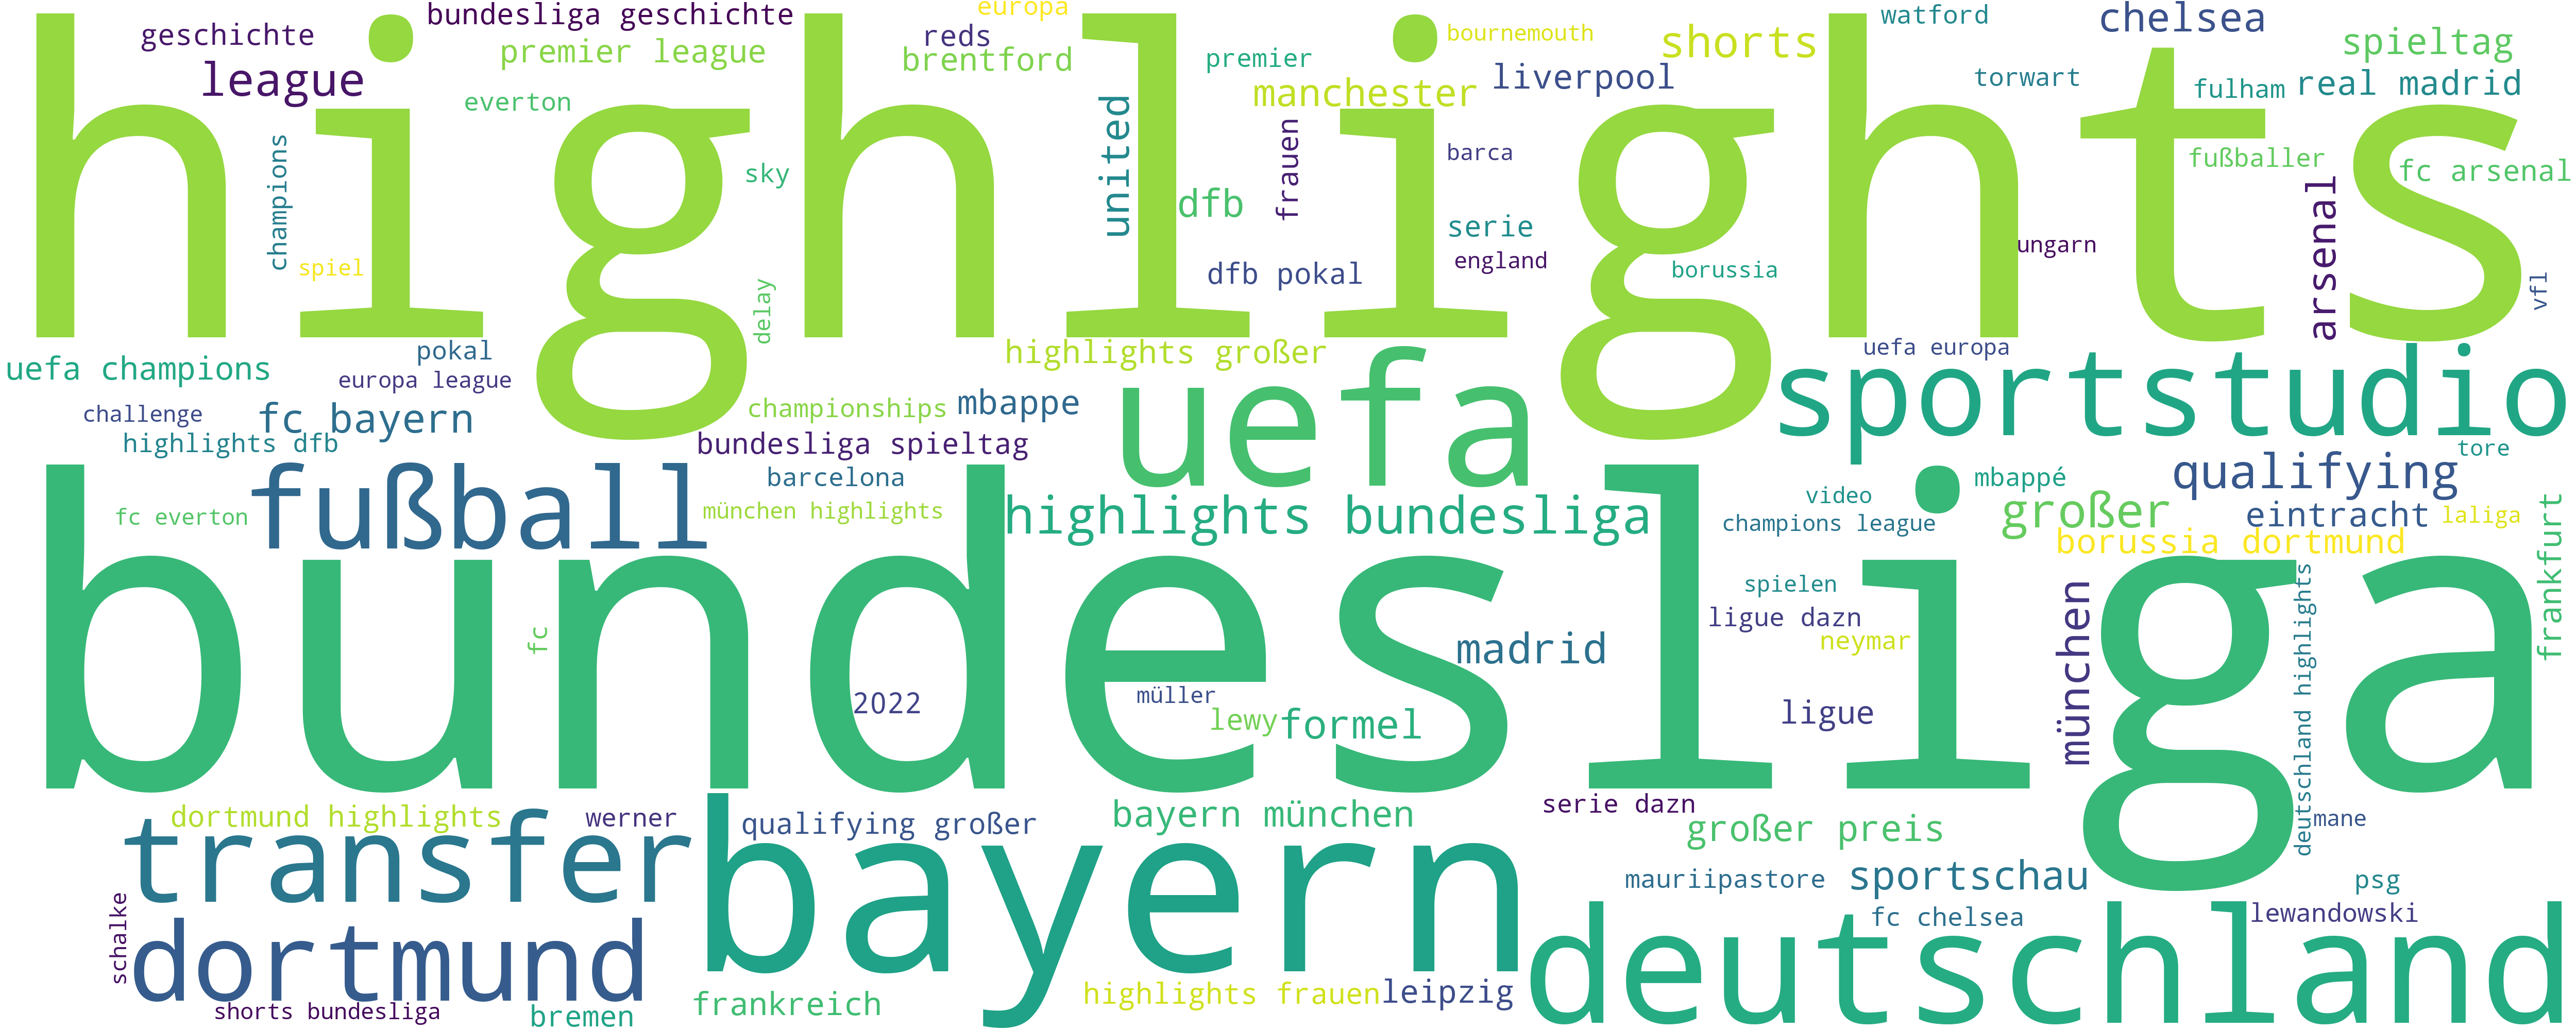 highlights
bundesliga geschichte
europa
geschichte
premier league
league
everton
reds
brentford
premier
bournemouth
manchester
liverpool
shorts
watford
chelsea
spieltag
torwart
fulham
real madrid
champions
spiel
sky
delay
united
dfb
frauen
barca
serie
england
dfb pokal
borussia
ungarn
fußballer
fc arsenal
arsenal
vfl
uefa champions
pokal
europa league
challenge
fc bayern
highlights dfb
championships
mbappe
bundesliga spieltag
barcelona
münchen highlights
highlights großer
uefa
uefa europa
sportstudio
tore
fc everton
fußball
highlights bundesliga
video
mbappé
champions league
qualifying
großer
eintracht
laliga
borussia dortmund
frankfurt
bundesliga
fc
2022
müller
lewy
formel
madrid
spielen
ligue dazn
neymar
ligue
münchen
deutschland highlights
dortmund highlights
werner
qualifying großer
bayern münchen
serie dazn
großer preis
mane
transfer
bayern
mauriipastore
sportschau
psg
schalke
dortmund
fc chelsea
lewandowski
deutschland
shorts bundesliga
bremen
frankreich
highlights frauen
leipzig